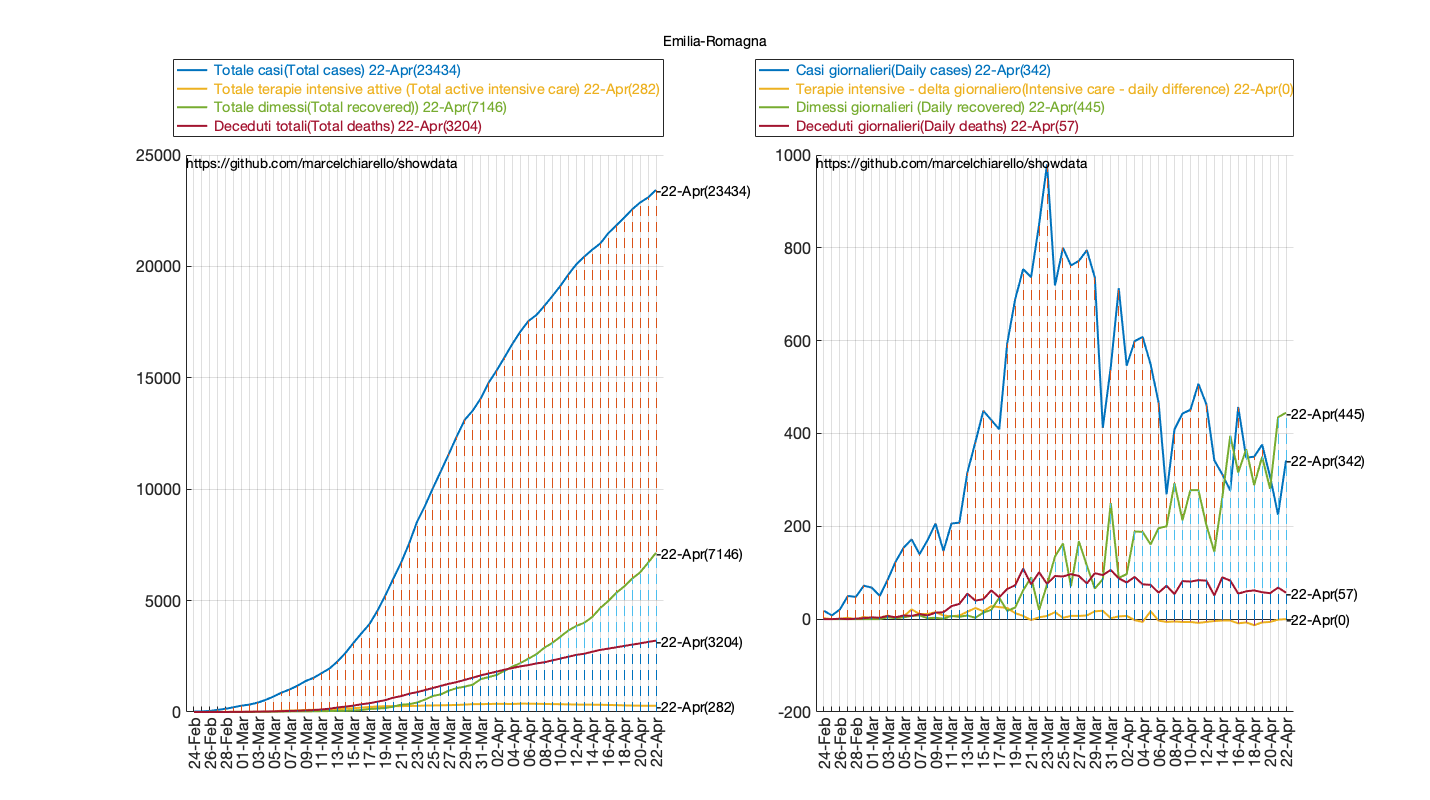 Emilia-Romagna
Totale casi(Total cases) 22-Apr(23434)
Totale terapie intensive attive (Total active intensive care) 22-Apr(282)
Totale dimessi(Total recovered)) 22-Apr(7146)
Deceduti totali(Total deaths) 22-Apr(3204)
25000
https://github.com/marcelchiarello/showdata
22-Apr(23434)
20000
15000
10000
22-Apr(7146)
5000
22-Apr(3204)
22-Apr(282)
0
24-Feb
26-Feb
28-Feb
01-Mar
03-Mar
05-Mar
07-Mar
09-Mar
11-Mar
13-Mar
15-Mar
17-Mar
19-Mar
21-Mar
23-Mar
25-Mar
27-Mar
29-Mar
31-Mar
02-Apr
04-Apr
06-Apr
08-Apr
10-Apr
12-Apr
14-Apr
16-Apr
18-Apr
20-Apr
22-Apr
Casi giornalieri(Daily cases) 22-Apr(342)
Terapie intensive - delta giornaliero(Intensive care - daily difference) 22-Apr(0)
Dimessi giornalieri (Daily recovered) 22-Apr(445)
Deceduti giornalieri(Daily deaths) 22-Apr(57)
1000
https://github.com/marcelchiarello/showdata
800
600
400
22-Apr(445)
22-Apr(342)
200
22-Apr(57)
0
22-Apr(0)
-200
24-Feb
26-Feb
28-Feb
01-Mar
03-Mar
05-Mar
07-Mar
09-Mar
11-Mar
13-Mar
15-Mar
17-Mar
19-Mar
21-Mar
23-Mar
25-Mar
27-Mar
29-Mar
31-Mar
02-Apr
04-Apr
06-Apr
08-Apr
10-Apr
12-Apr
14-Apr
16-Apr
18-Apr
20-Apr
22-Apr